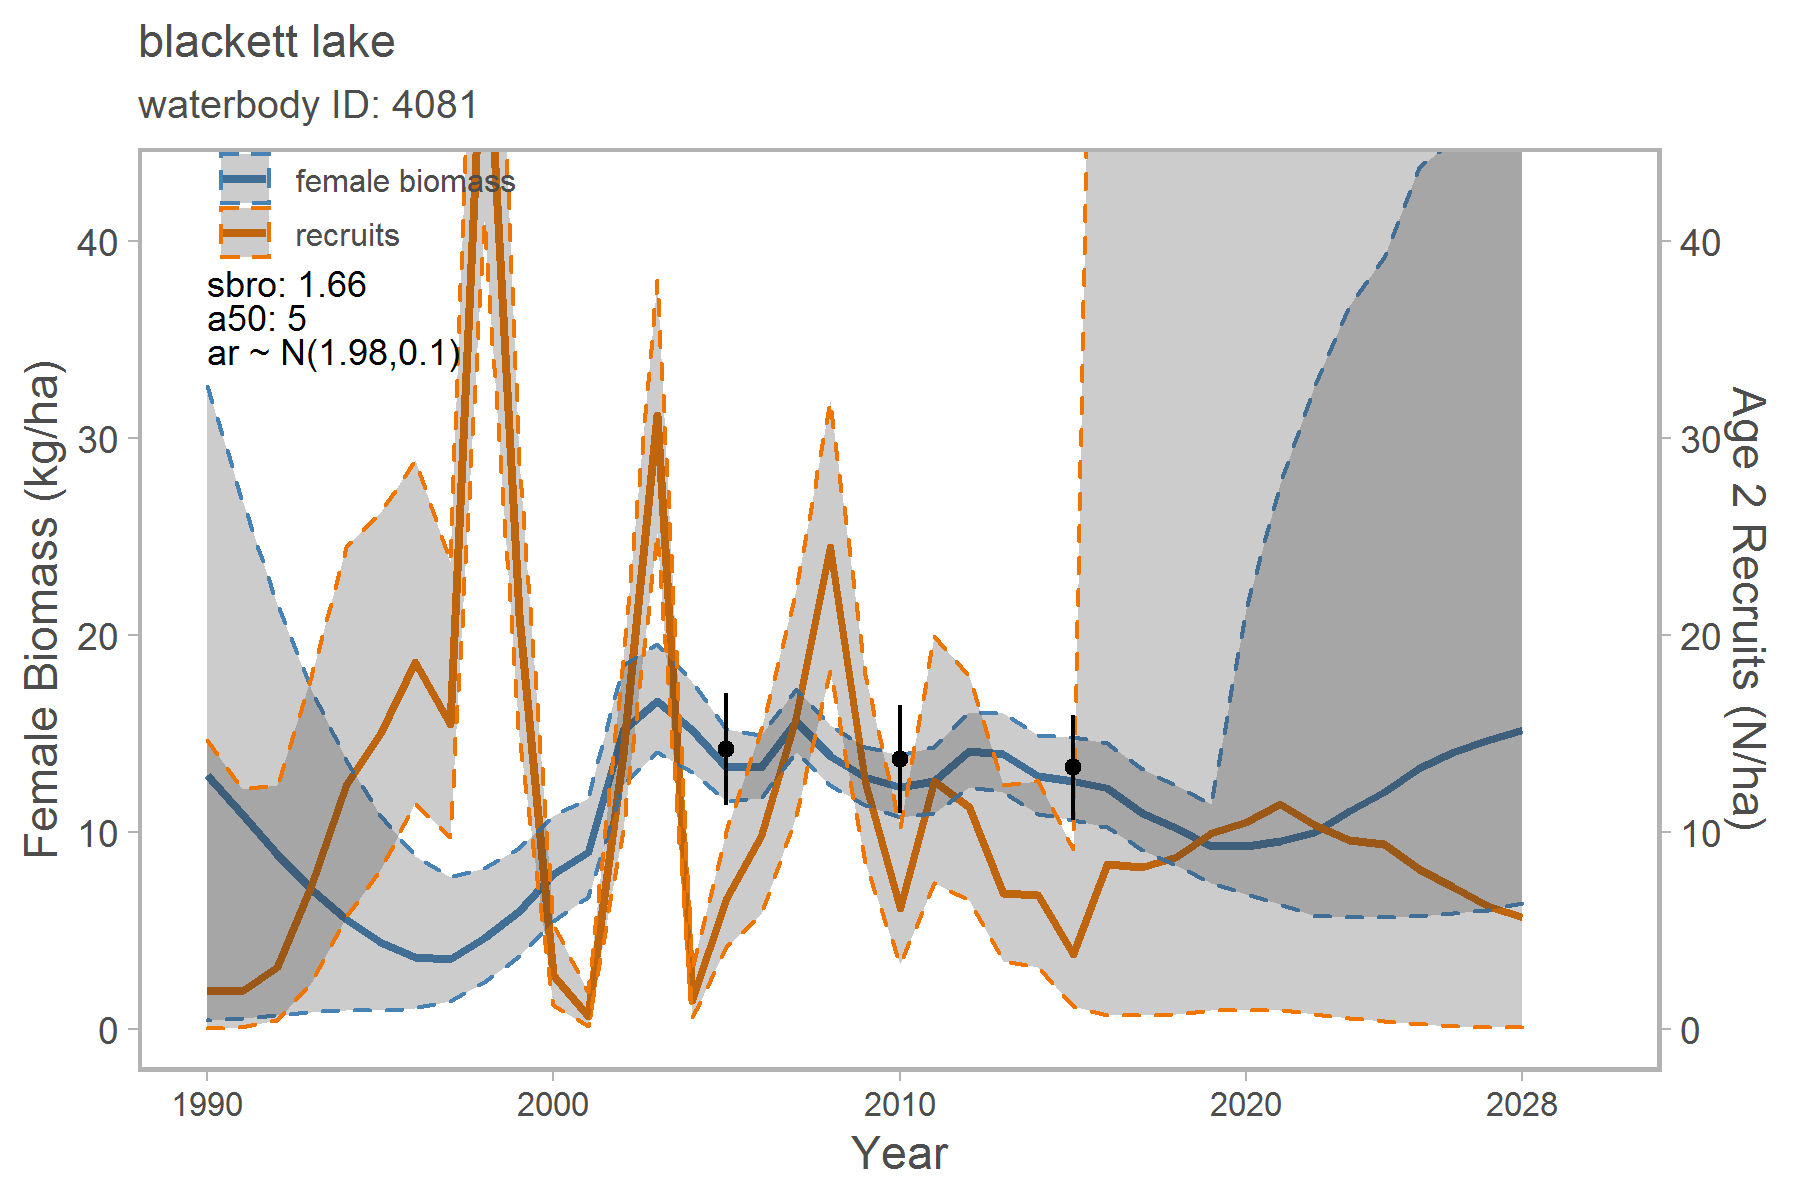 blackett lake
waterbody ID: 4081
female biomass
recruits
sbro: 1.66
a50: 5
ar ~ N(1.98,0.1)
Female Biomass (kg/ha)
40
30
20
10
0
40
30
20
10
0
Age 2 Recruits (N/ha)
1990
2000
2010
2020
2028
Year